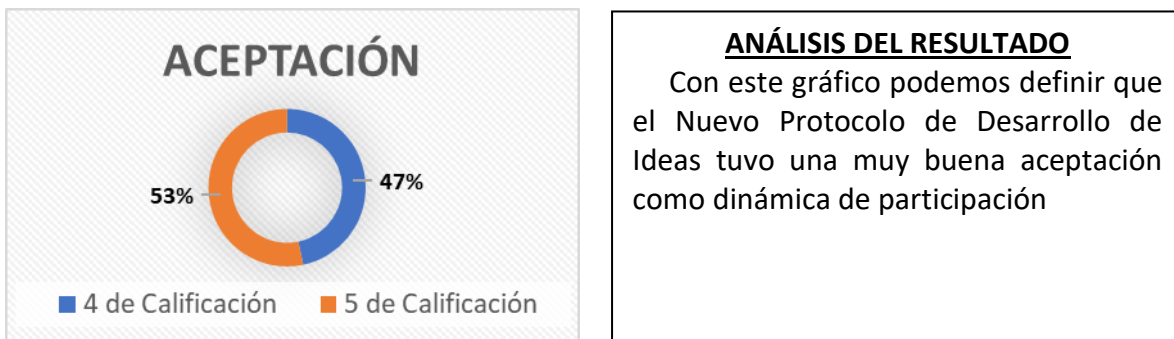 ACEPTACIÓN
53%
47%
4 de Calificación
5 de Calificación
ANÁLISIS DEL RESULTADO
Con este gráfico podemos definir que
el Nuevo Protocolo de Desarrollo de
Ideas tuvo una muy buena aceptación
como dinámica de participación